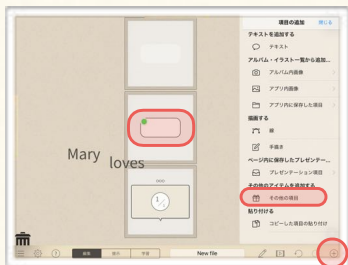 項目の追加
閉じる
テキストを追加する
テキスト
アルバム・イラスト一覧から追加...
アルバム内画像
アプリ内画像
アプリ内に保存した項目
描画する
線
手書き
ページ内に保存したプレゼンテー...
プレゼンテーション項目
その他のアイテムを追加する
その他の項目
貼り付ける
コピーした項目の貼り付け
Mary loves
New file